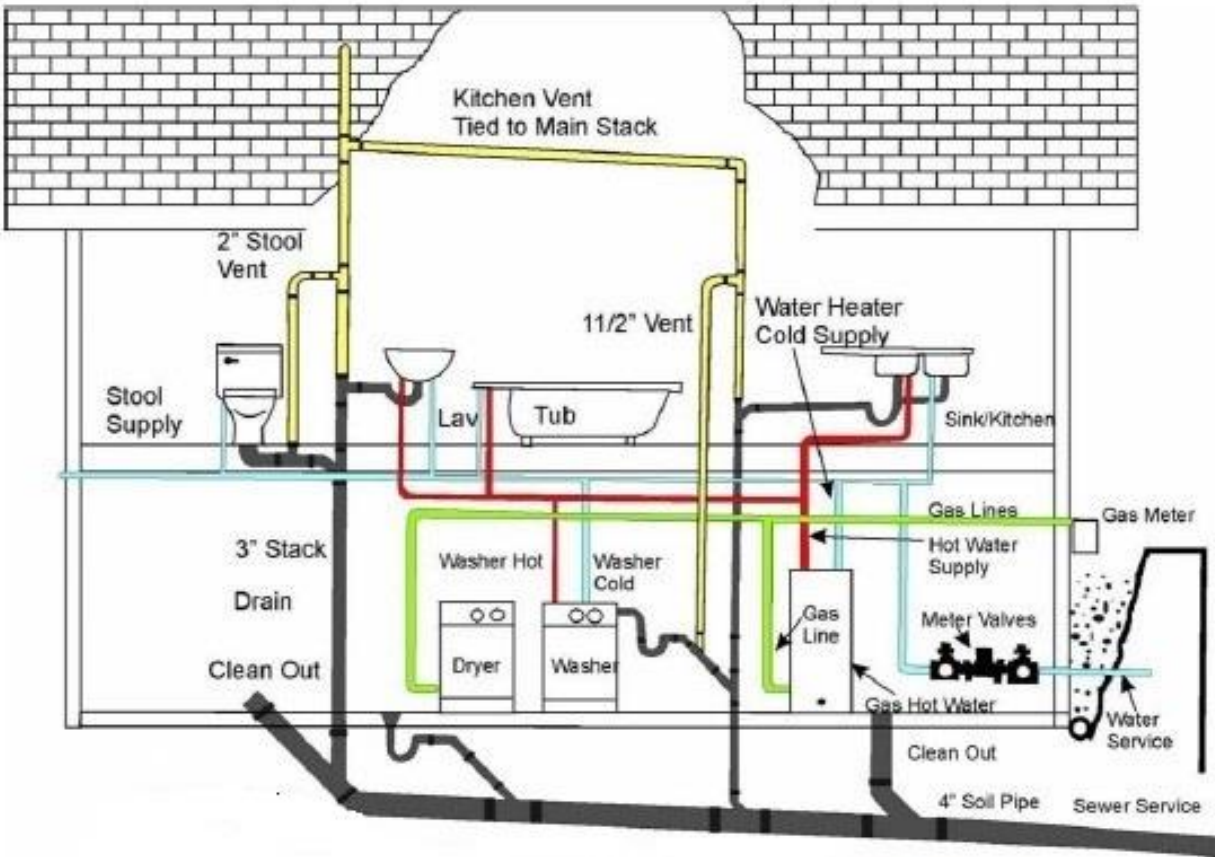 Kitchen Vent
Tied to Main Stack
2" Stool
Vent
11/2" Vent
Water Heater
Cold Supply
Stool
Supply
Lav
Tub
Sink/Kitchen
Gas Lines
Gas Meter
3" Stack
Drain
Washer Hot
Washer
Cold
Hot Water
Supply
Gas
Line
Meter Valves
Dryer
Washer
Clean Out
Gas Hot Water
Water
Service
Clean Out
4" Soil Pipe
Sewer Service